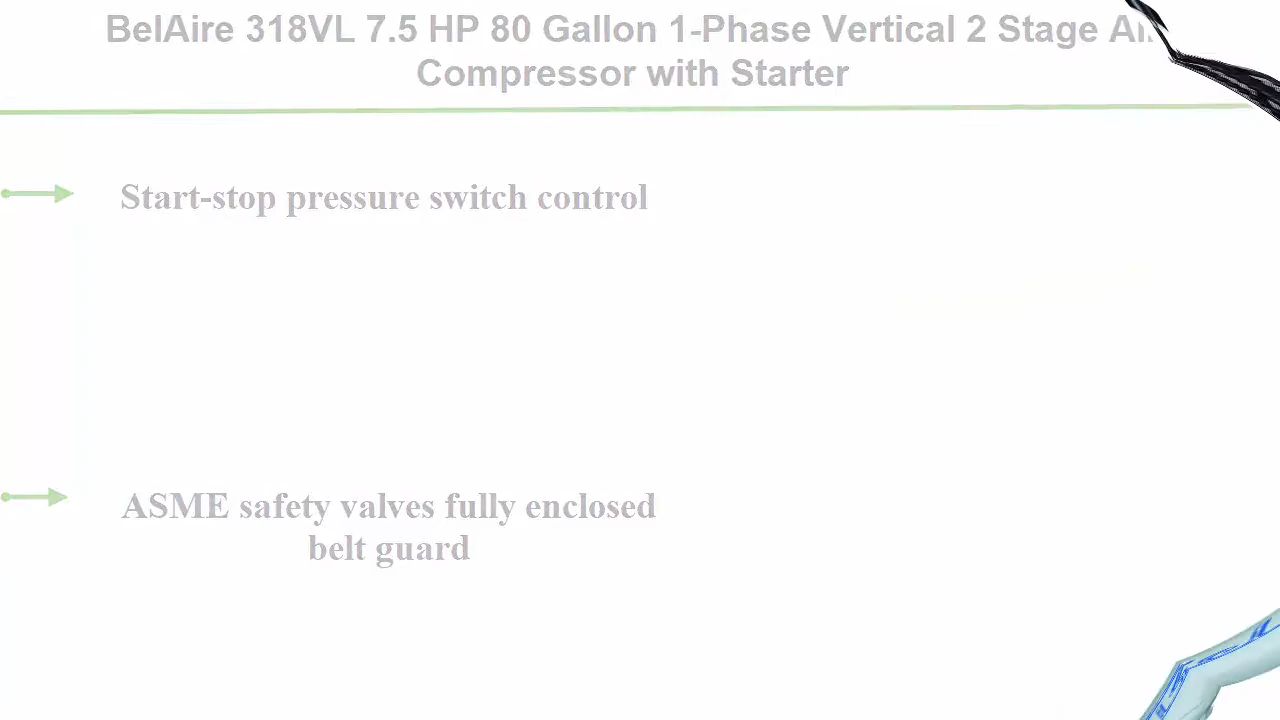 BelAire 318VL 7.5 HP 80 Gallon 1-Phase Vertical 2 Stage
Compressor with Starter
Start-stop pressure switch control
ASME safety valves fully enclosed
belt guard